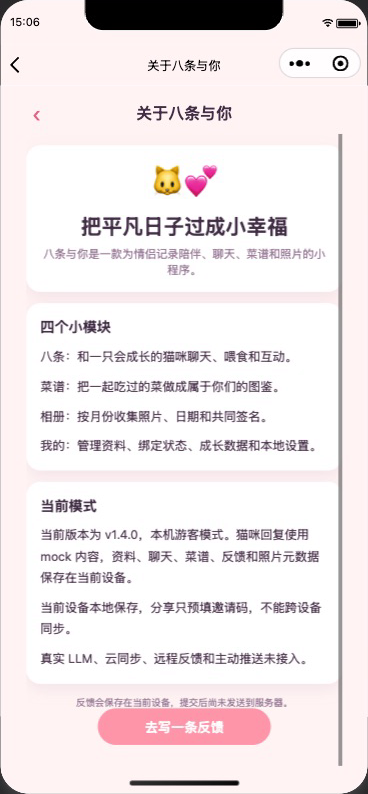 15:06
关于八条与你
关于八条与你
把平凡日子过成小幸福
八条与你是一款为情侣记录陪伴、聊天、菜谱和照片的小
程序。
四个小模块
八条：和一只会成长的猫咪聊天、喂食和互动。
菜谱：把一起吃过的菜做成属于你们的图鉴。
相册：按月份收集照片、日期和共同签名。
我的：管理资料、绑定状态、成长数据和本地设置。
当前模式
当前版本为 v1.4.0，本机游客模式。猫咪回复使用
mock 内容，资料、聊天、菜谱、反馈和照片元数据
保存在当前设备。
当前设备本地保存，分享只预填邀请码，不能跨设备
同步。
真实 LLM、云同步、远程反馈和主动推送未接入。
反馈会保存在当前设备，提交后尚未发送到服务器。
去写一条反馈